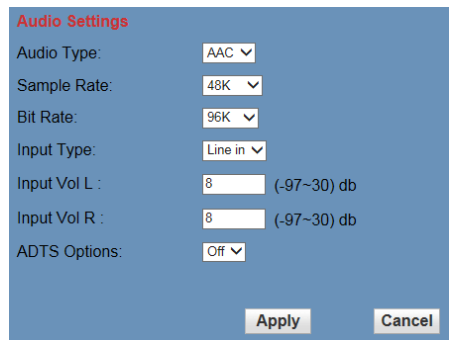 Audio Settings
Audio Type: AAC
Sample Rate: 48K
Bit Rate: 96K
Input Type: Line in
Input Vol L : 8 (-97~30) db
Input Vol R : 8 (-97~30) db
ADTS Options: Off
Apply Cancel